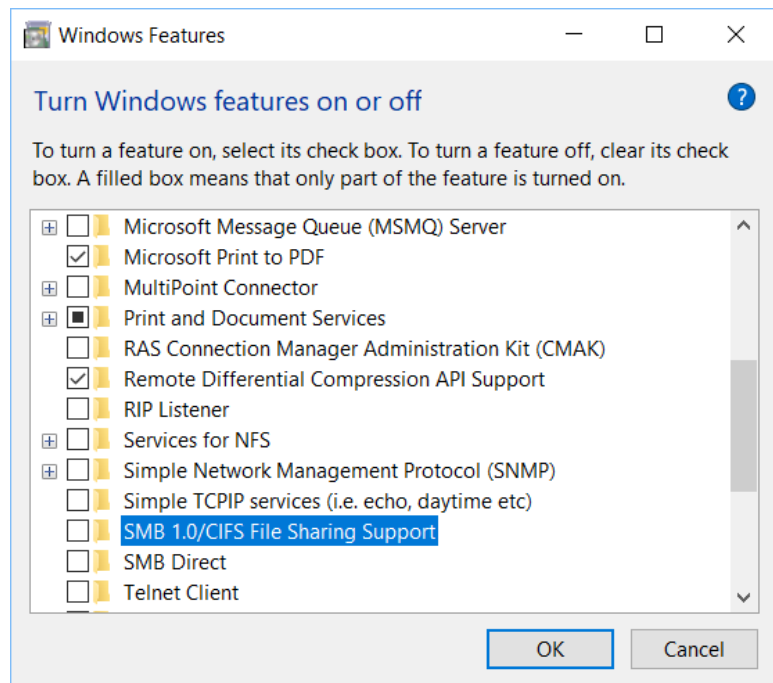 Windows Features
Turn Windows features on or off
?
To turn a feature on, select its check box. To turn a feature off, clear its check
box. A filled box means that only part of the feature is turned on.
Microsoft Message Queue (MSMQ) Server
Microsoft Print to PDF
MultiPoint Connector
Print and Document Services
RAS Connection Manager Administration Kit (CMAK)
Remote Differential Compression API Support
RIP Listener
Services for NFS
Simple Network Management Protocol (SNMP)
Simple TCPIP services (i.e. echo, daytime etc)
SMB 1.0/CIFS File Sharing Support
SMB Direct
Telnet Client
OK
Cancel